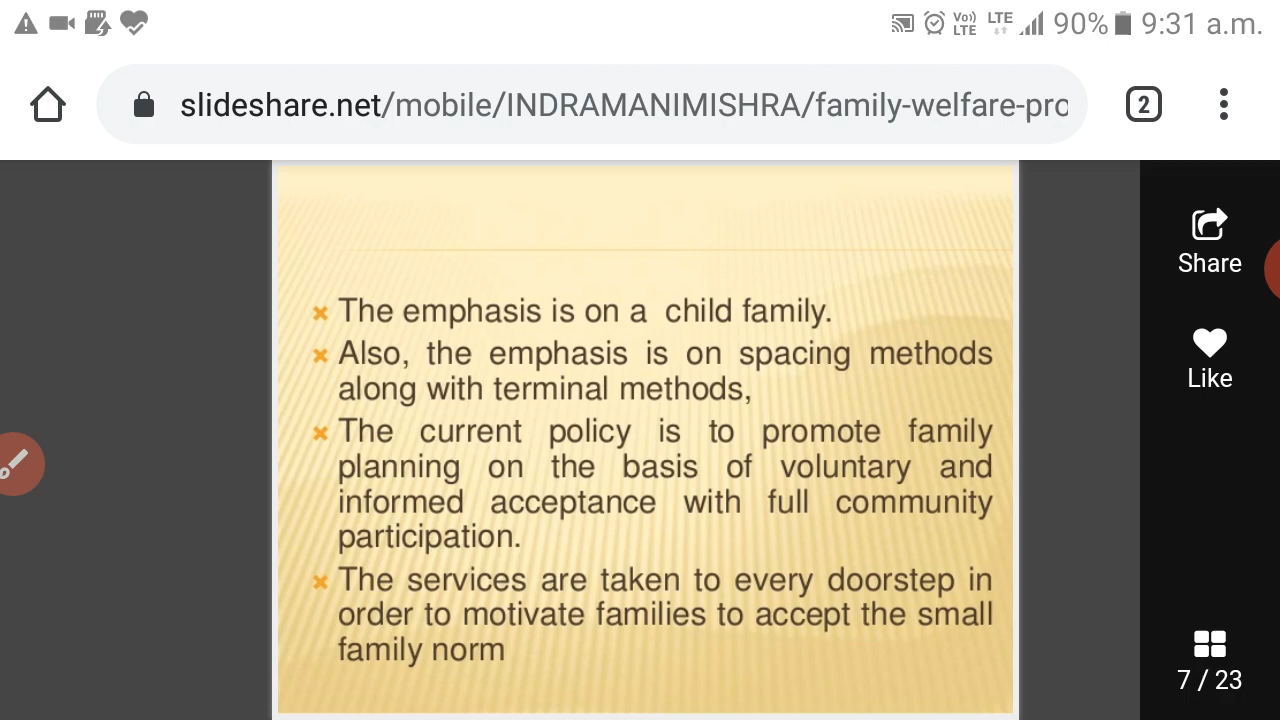 Vo)) LTE LTE 90% 9:31 a.m.
slideshare.net/mobile/INDRAMANIMISHRA/family-welfare-pro
2
Share
Like
The emphasis is on a child family.
Also, the emphasis is on spacing methods
along with terminal methods,
The current policy is to promote family
planning on the basis of voluntary and
informed acceptance with full community
participation.
The services are taken to every doorstep in
order to motivate families to accept the small
family norm
7 / 23